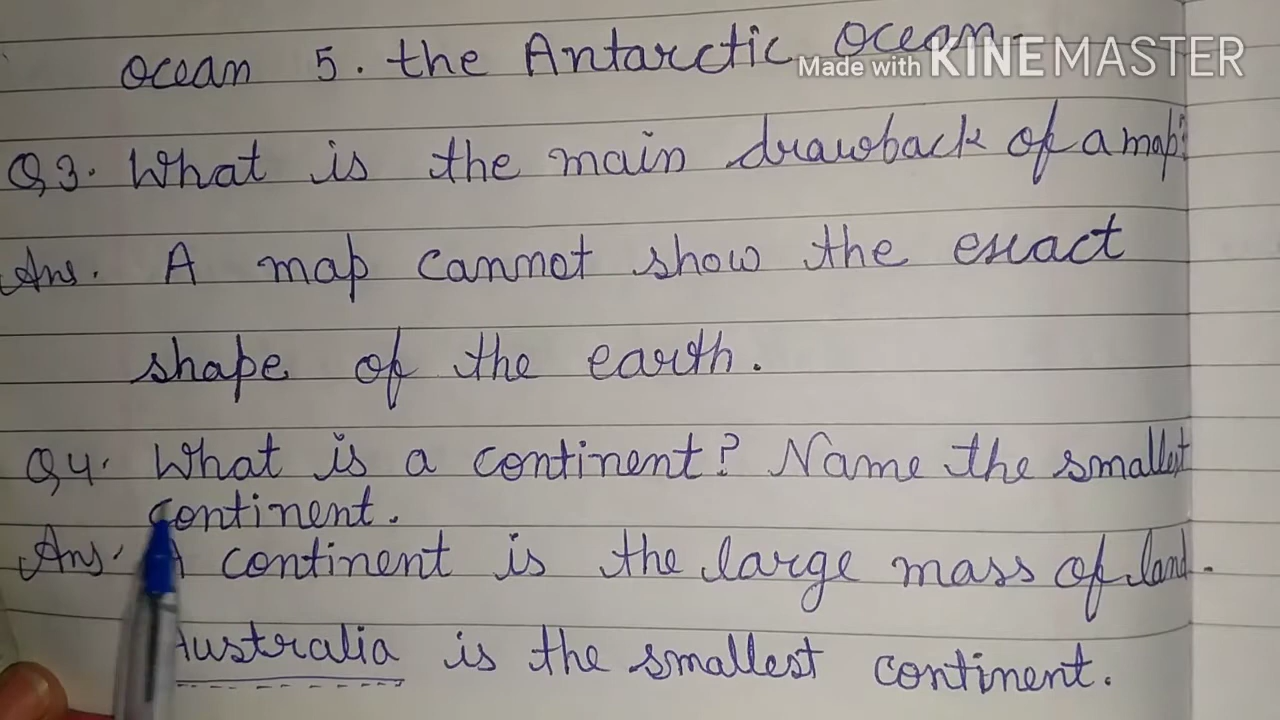 ocean 5. the Antarctic ocean.
Made with KINEMASTER
Q3. What is the main drawback of a map?
Ans. A map cannot show the exact
shape of the earth.
Q4. What is a continent? Name the smallest
continent.
Ans. A continent is the large mass of land.
Australia is the smallest continent.